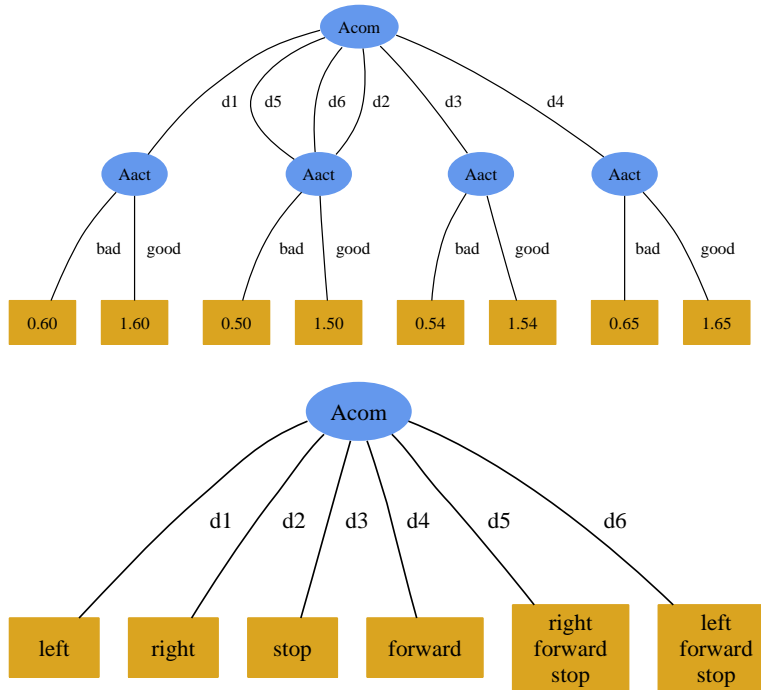 Acom
d1
d5
d6
d2
d3
d4
Aact
Aact
Aact
Aact
bad
good
bad
good
bad
good
bad
good
0.60
1.60
0.50
1.50
0.54
1.54
0.65
1.65
Acom
d1
d2
d3
d4
d5
d6
left
right
stop
forward
right
forward
stop
left
forward
stop